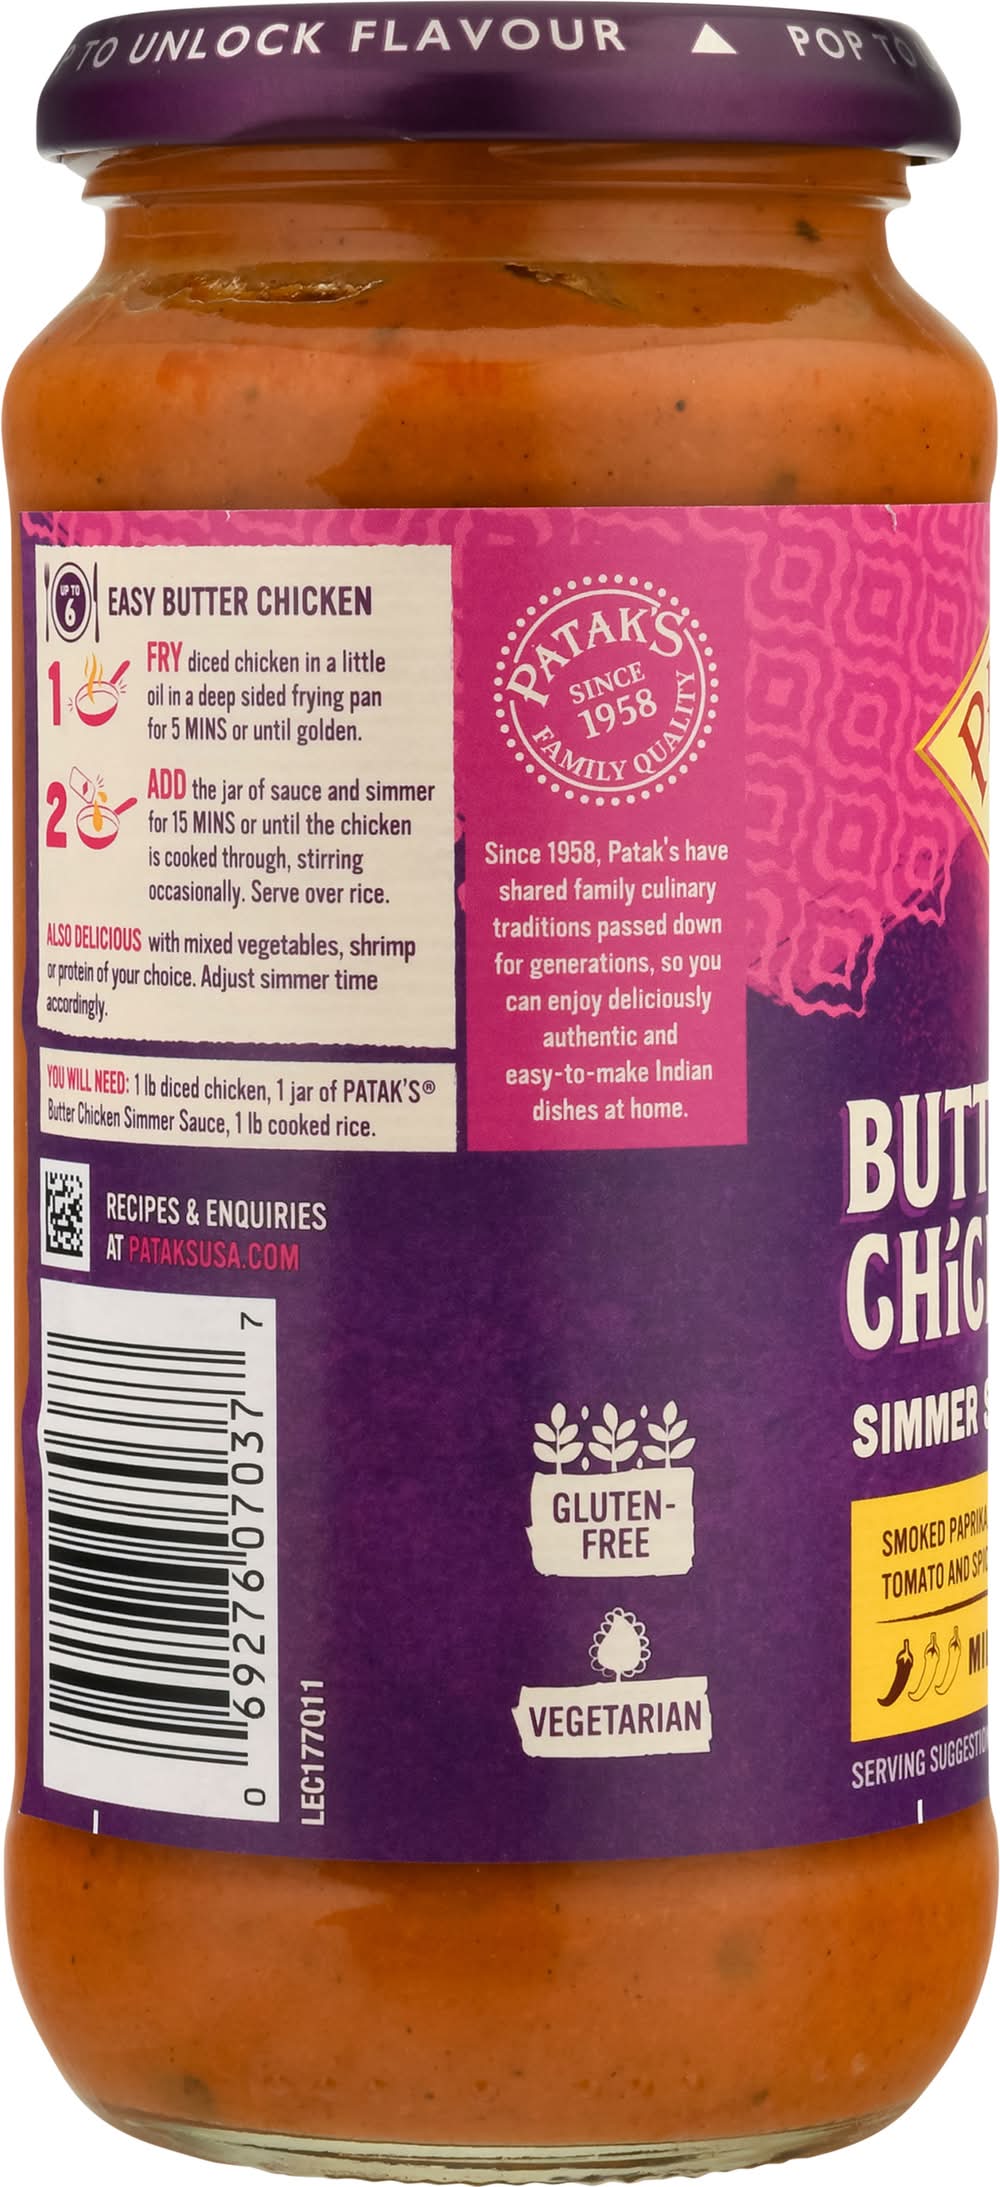 TO UNLOCK FLAVOUR ▲ POP TO
UP TO
6
EASY BUTTER CHICKEN
1
FRY diced chicken in a little
oil in a deep sided frying pan
for 5 MINS or until golden.
2
ADD the jar of sauce and simmer
for 15 MINS or until the chicken
is cooked through, stirring
occasionally. Serve over rice.
ALSO DELICIOUS with mixed vegetables, shrimp
or protein of your choice. Adjust simmer time
accordingly.
YOU WILL NEED: 1 lb diced chicken, 1 jar of PATAK'S®
Butter Chicken Simmer Sauce, 1 lb cooked rice.
RECIPES & ENQUIRIES
AT PATAKSUSA.COM
0 69276 07037 7
LEC177Q11
PATAK'S
SINCE
1958
FAMILY QUALITY
Since 1958, Patak's have
shared family culinary
traditions passed down
for generations, so you
can enjoy deliciously
authentic and
easy-to-make Indian
dishes at home.
GLUTEN-
FREE
VEGETARIAN
BUTT
CHiC
SIMMER
SMOKED PAPRIKA
TOMATO AND SPIC
MI
SERVING SUGGESTIO